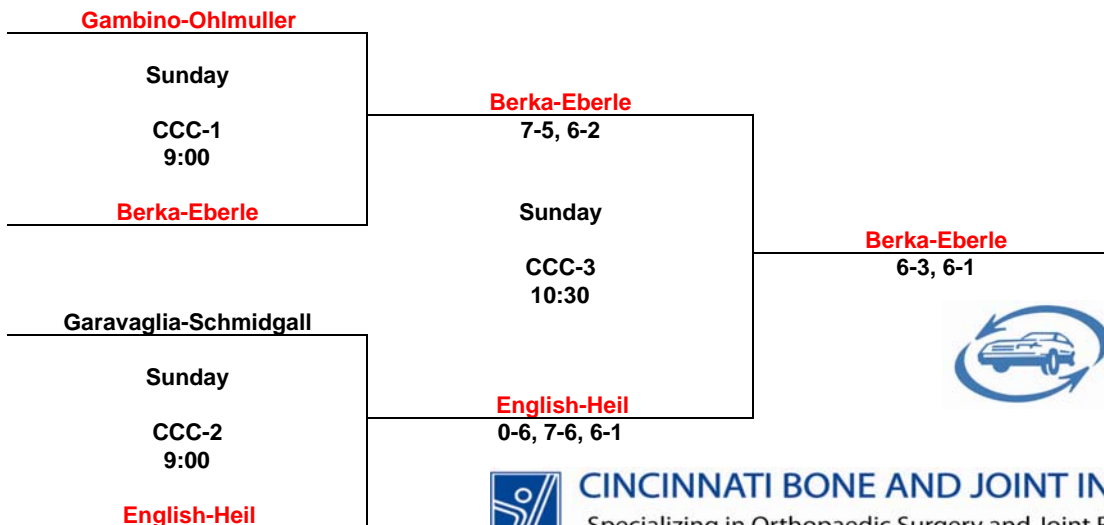 Gambino-Ohlmuller
Sunday
CCC-1
9:00
Berka-Eberle
Berka-Eberle
7-5, 6-2
Sunday
CCC-3
10:30
Berka-Eberle
6-3, 6-1
Garavaglia-Schmidgall
Sunday
CCC-2
9:00
English-Heil
English-Heil
0-6, 7-6, 6-1
CINCINNATI BONE AND JOINT IN
Specializing in Orthopaedic Surgery and Joint